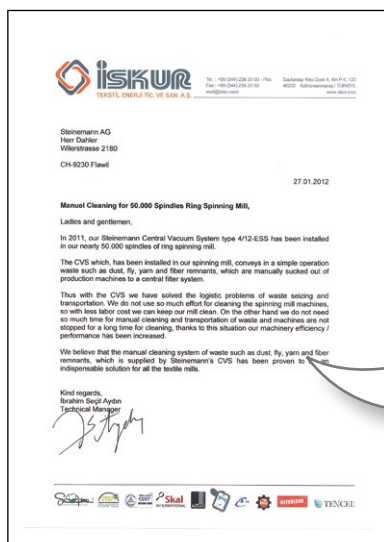 İSKUR
TEKSTİL ENERJİ TİC. VE SAN. A.Ş.
Steinemann AG
Herr Dahler
Wilerstrasse 2180
CH-9230 Flawil
27.01.2012
Manuel Cleaning for 50.000 Spindles Ring Spinning Mill,
Ladies and gentlemen,
In 2011, our Steinemann Central Vacuum System type 4/12-ESS has been installed
in our nearly 50.000 spindles of ring spinning mill.
The CVS which, has been installed in our spinning mill, conveys in a simple operation
waste such as dust, fly, yarn and fiber remnants, which are manually sucked out of
production machines to a central filter system.
Thus with the CVS we have solved the logistic problems of waste seizing and
transportation. We do not use so much effort for cleaning the spinning mill machines,
so with less labor cost we can keep our mill clean. On the other hand we do not need
so much time for manual cleaning and transportation of waste and machines are not
stopped for a long time for cleaning, thanks to this situation our machinery efficiency /
performance has been increased.
We believe that the manual cleaning system of waste such as dust, fly, yarn and fiber
remnants, which is supplied by Steinemann's CVS has been proven to an
indispensable solution for all the textile mills.
Kind regards,
Ibrahim Seçil Aydın
Technical Manager
Skal
INTERNATIONAL
TENCEL